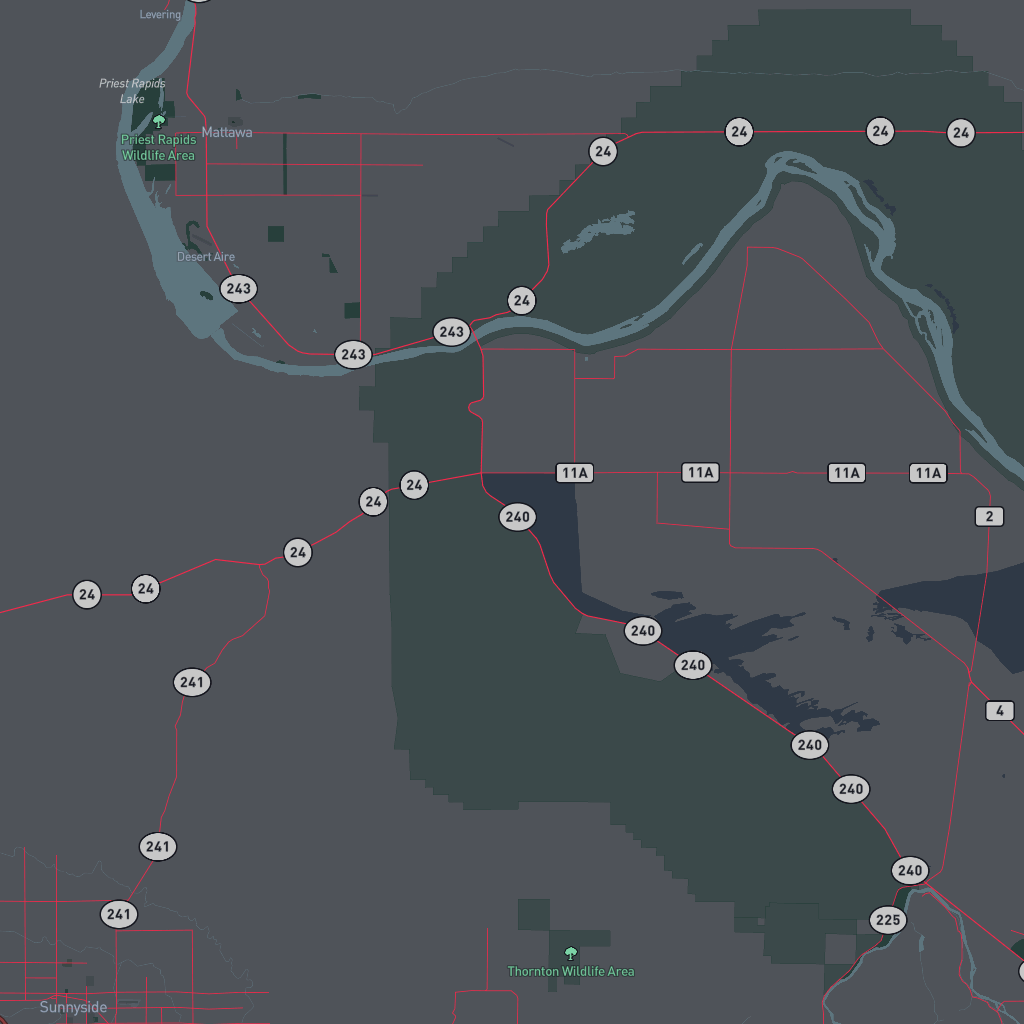 Levering
Priest Rapids
Lake
Priest Rapids
Wildlife Area
Mattawa
24
24
24
24
Desert Aire
243
24
243
243
11A
11A
11A
11A
24
24
240
2
24
24
24
240
240
241
4
240
240
241
240
241
225
Thornton Wildlife Area
Sunnyside